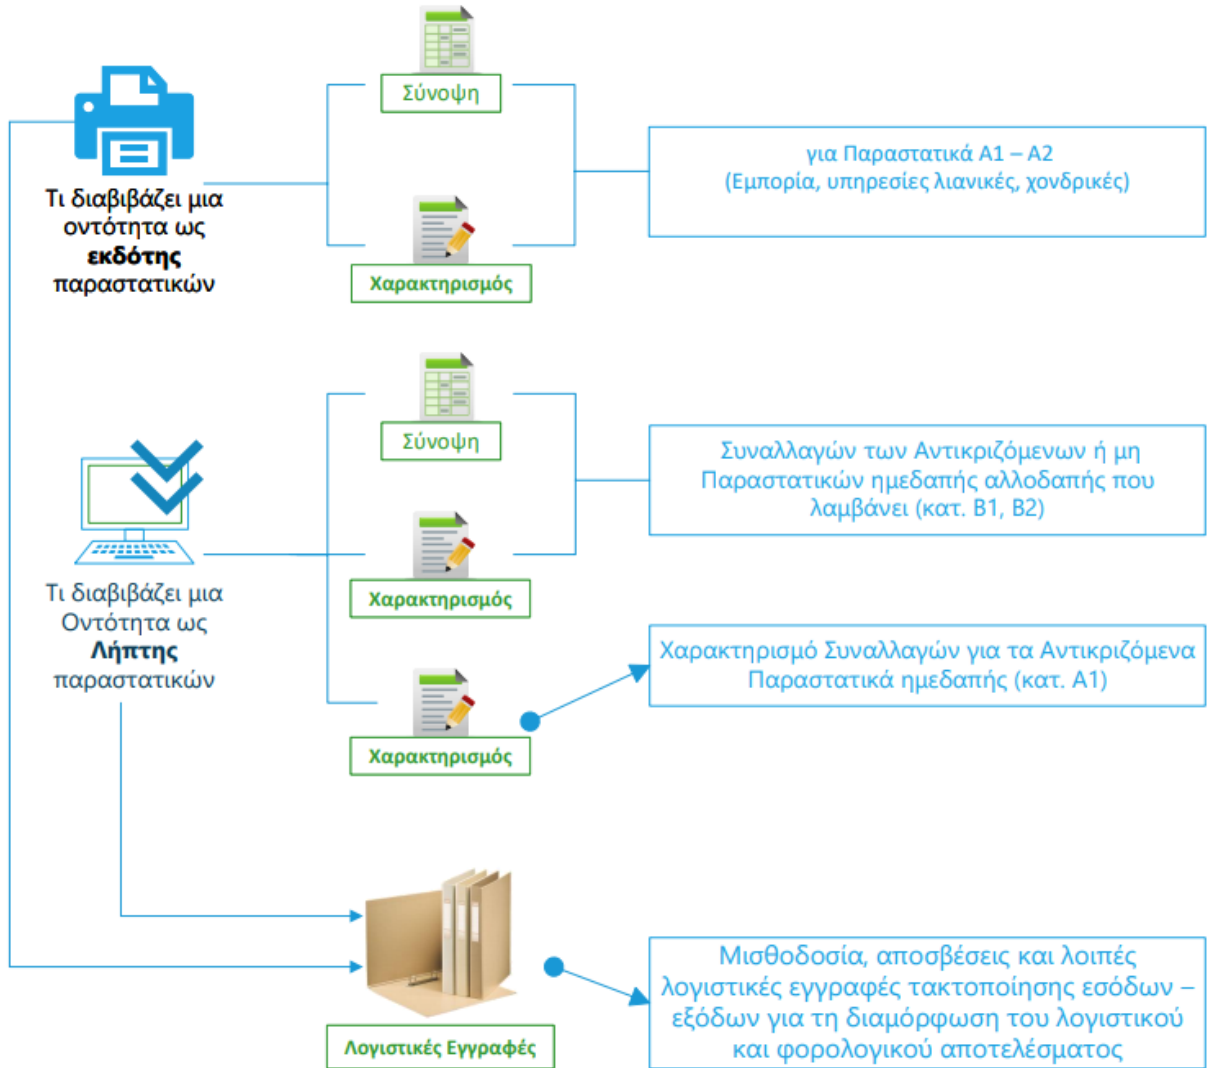 Σύνοψη
για Παραστατικά Α1 – Α2
(Εμπορία, υπηρεσίες λιανικές, χονδρικές)
Τι διαβιβάζει μια
οντότητα ως
εκδότης
παραστατικών
Χαρακτηρισμός
Σύνοψη
Συναλλαγών των Αντικριζόμενων ή μη
Παραστατικών ημεδαπής αλλοδαπής που
λαμβάνει (κατ. Β1, Β2)
Χαρακτηρισμός
Τι διαβιβάζει μια
Οντότητα ως
Λήπτης
παραστατικών
Χαρακτηρισμό Συναλλαγών για τα Αντικριζόμενα
Παραστατικά ημεδαπής (κατ. Α1)
Χαρακτηρισμός
Μισθοδοσία, αποσβέσεις και λοιπές
λογιστικές εγγραφές τακτοποίησης εσόδων –
εξόδων για τη διαμόρφωση του λογιστικού
και φορολογικού αποτελέσματος
Λογιστικές Εγγραφές